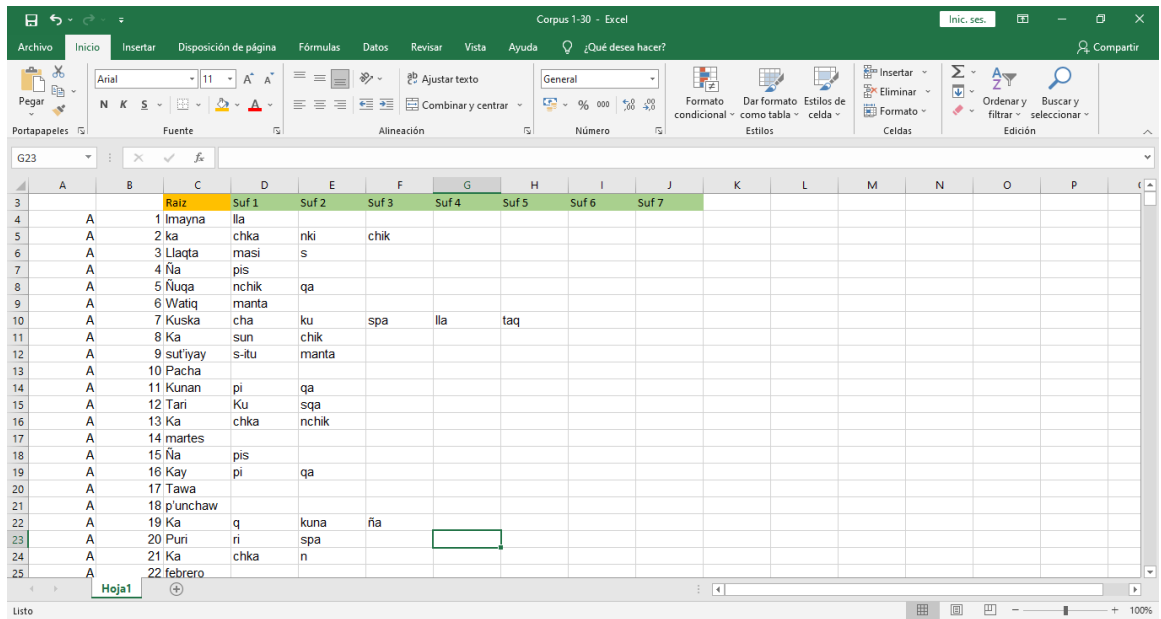 Corpus 1-30 - Excel Inic. ses.
Archivo Inicio Insertar Disposición de página Fórmulas Datos Revisar Vista Ayuda ¿Qué desea hacer? Compartir
Pegar Arial 11 A A ab Ajustar texto General Formato condicional Dar formato como tabla Estilos de celda Insertar Σ Ordenar y filtrar Buscar y seleccionar
N K S A Combinar y centrar % 000 Eliminar
Formato
Portapapeles Fuente Alineación Número Estilos Celdas Edición
G23 fx
A B C D E F G H I J K L M N O P
3 Raiz Suf 1 Suf 2 Suf 3 Suf 4 Suf 5 Suf 6 Suf 7
4 A 1 Imayna lla
5 A 2 ka chka nki chik
6 A 3 Llaqta masi s
7 A 4 Ña pis
8 A 5 Ñuqa nchik qa
9 A 6 Watiq manta
10 A 7 Kuska cha ku spa lla taq
11 A 8 Ka sun chik
12 A 9 sut'iyay s-itu manta
13 A 10 Pacha
14 A 11 Kunan pi qa
15 A 12 Tari Ku sqa
16 A 13 Ka chka nchik
17 A 14 martes
18 A 15 Ña pis
19 A 16 Kay pi qa
20 A 17 Tawa
21 A 18 p'unchaw
22 A 19 Ka q kuna ña
23 A 20 Puri ri spa
24 A 21 Ka chka n
25 A 22 febrero
Hoja1
Listo 100%